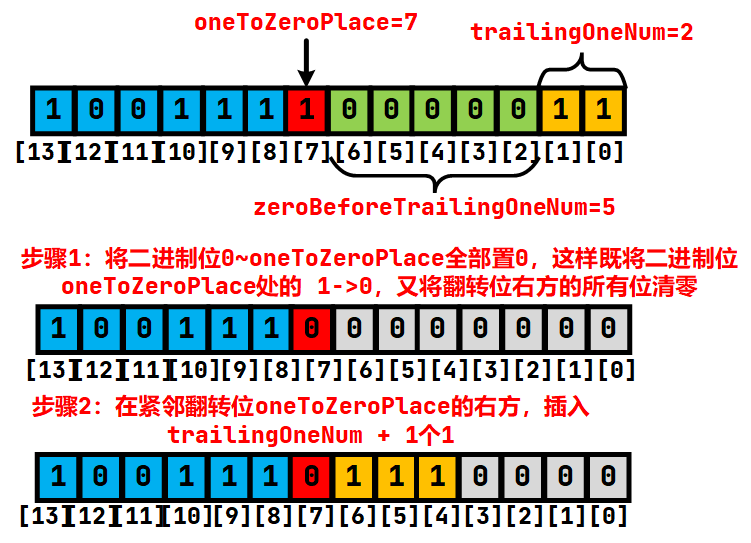 oneToZeroPlace=7
trailingOneNum=2
1 0 0 1 1 1 1 0 0 0 0 0 1 1
[13][12][11][10][9][8][7][6][5][4][3][2][1][0]
zeroBeforeTrailingOneNum=5
步骤1：将二进制位0~oneToZeroPlace全部置0，这样既将二进制位
oneToZeroPlace处的 1->0，又将翻转位右方的所有位清零
1 0 0 1 1 1 0 0 0 0 0 0 0 0
[13][12][11][10][9][8][7][6][5][4][3][2][1][0]
步骤2：在紧邻翻转位oneToZeroPlace的右方，插入
trailingOneNum + 1个1
1 0 0 1 1 1 0 1 1 1 0 0 0 0
[13][12][11][10][9][8][7][6][5][4][3][2][1][0]